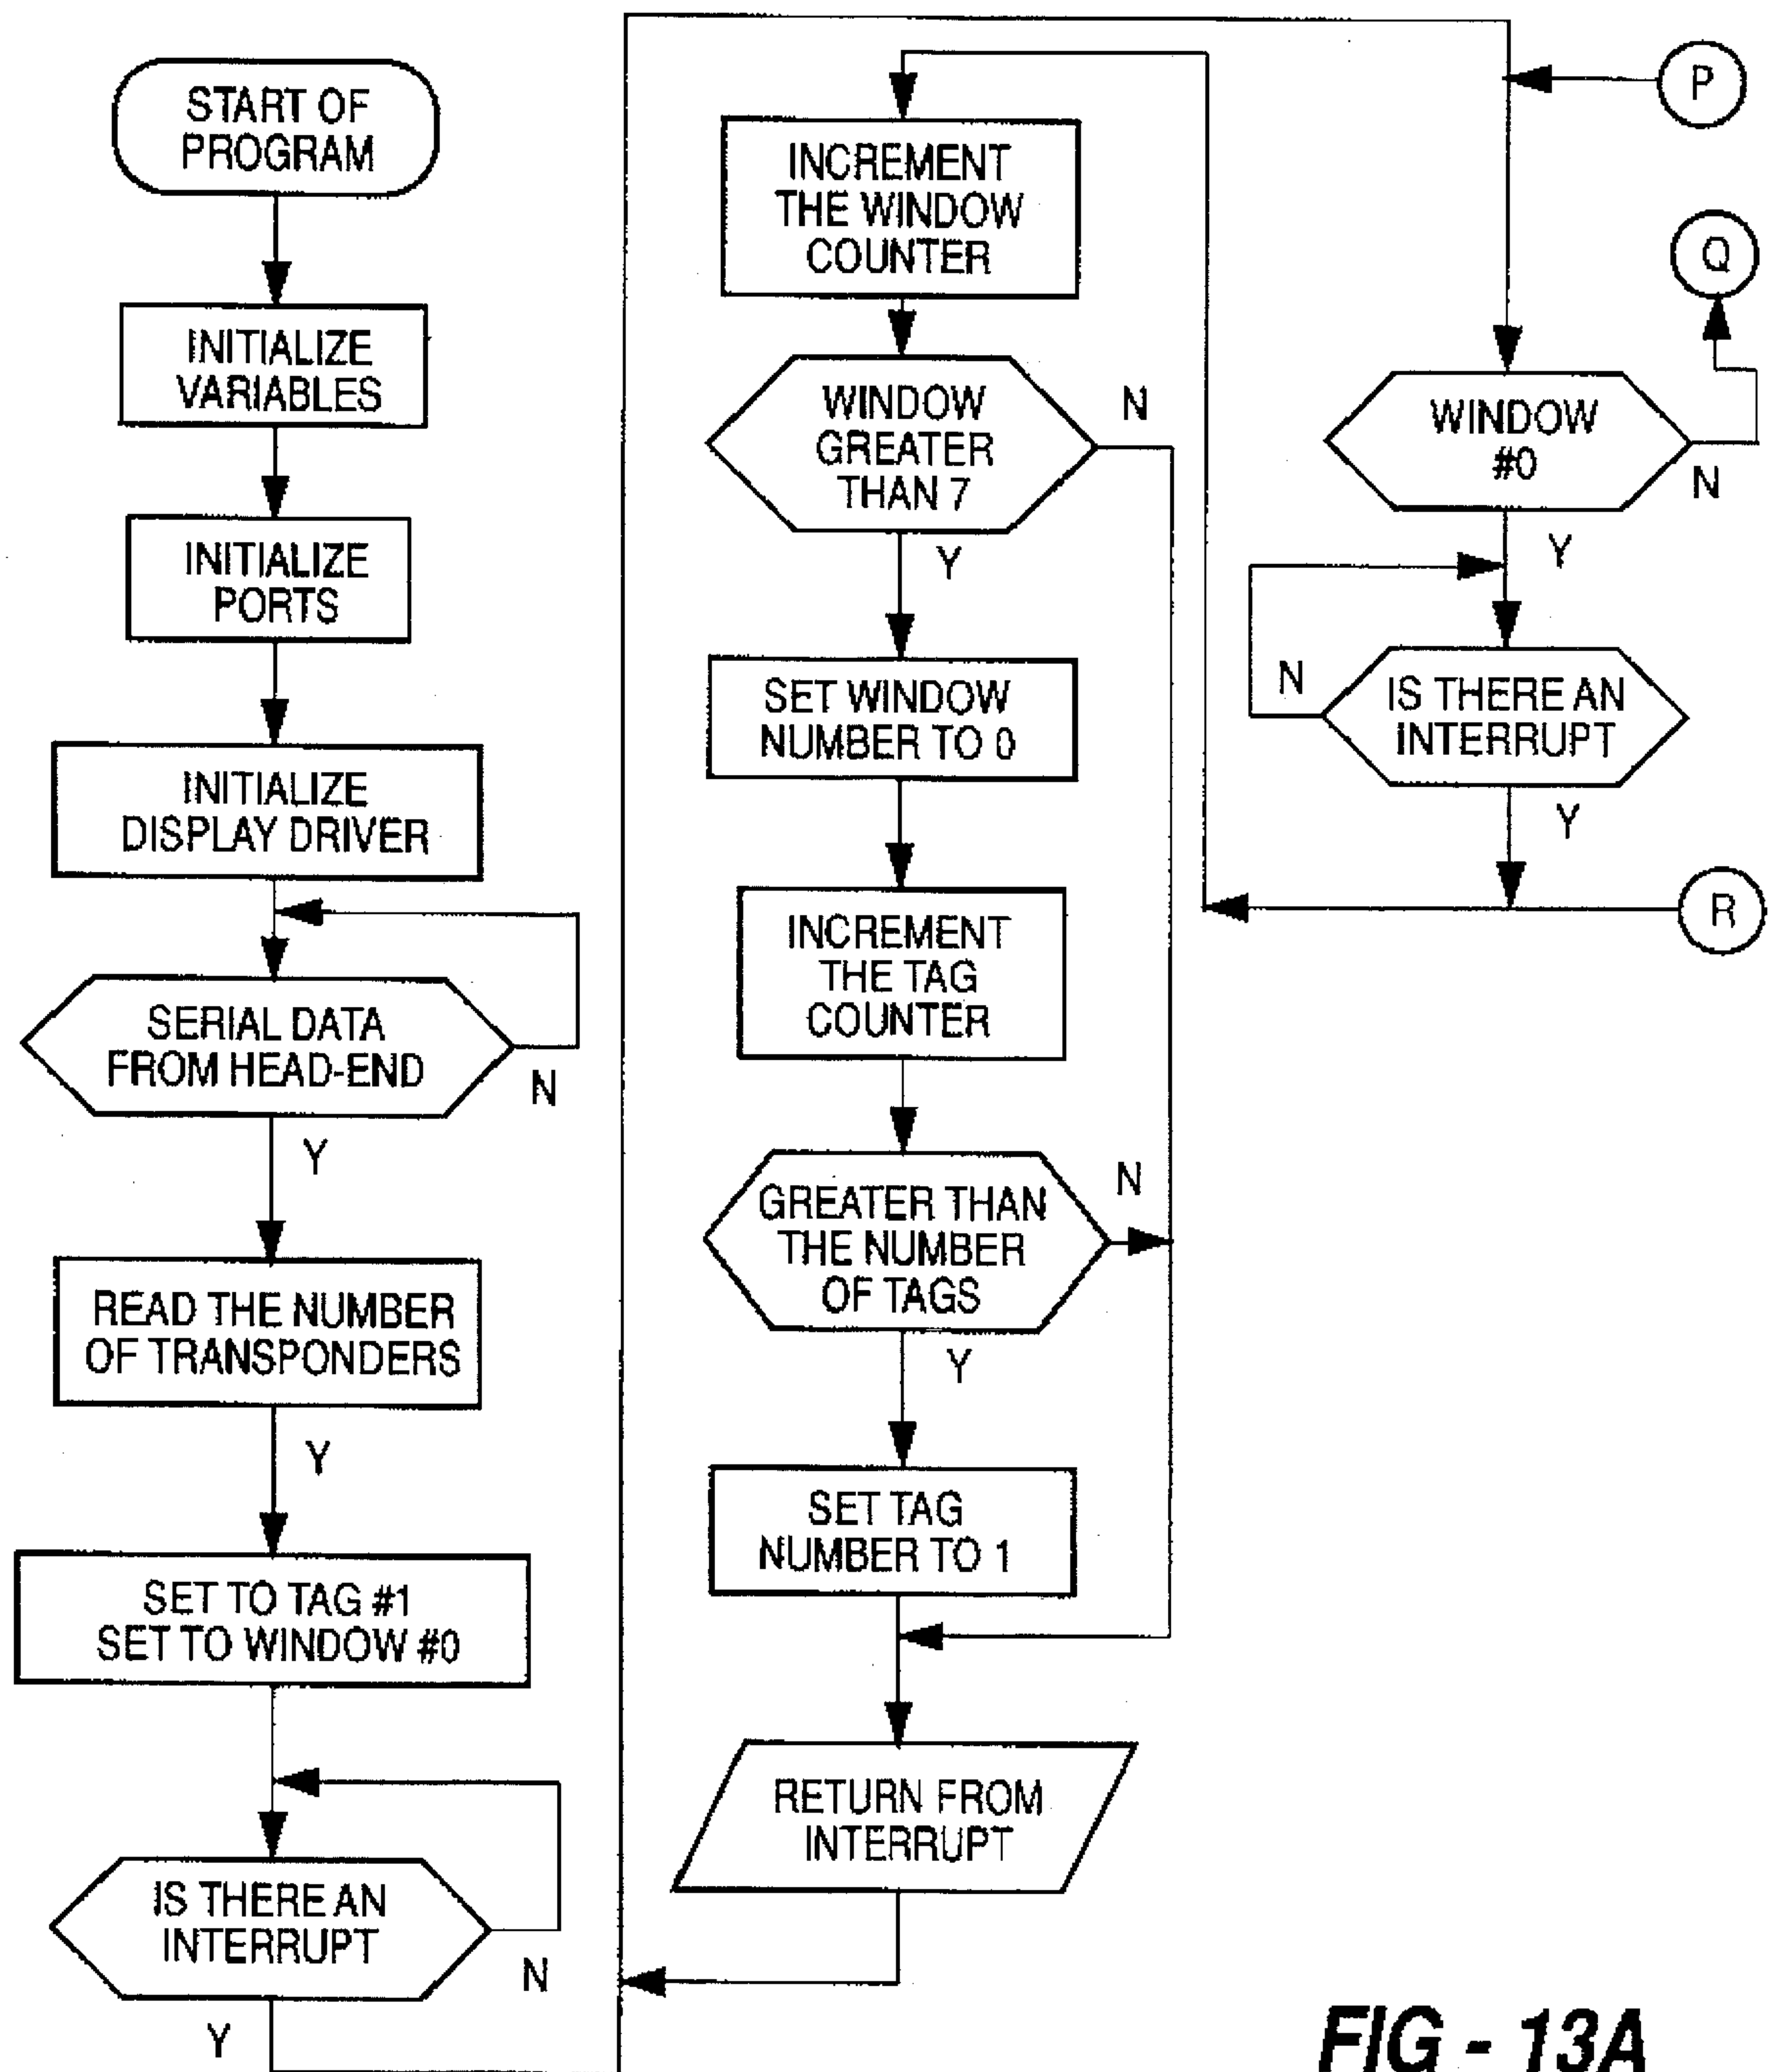 START OF
PROGRAM
INITIALIZE
VARIABLES
INITIALIZE
PORTS
INITIALIZE
DISPLAY DRIVER
SERIAL DATA
FROM HEAD-END
N
Y
READ THE NUMBER
OF TRANSPONDERS
Y
SET TO TAG #1
SET TO WINDOW #0
IS THERE AN
INTERRUPT
N
Y
INCREMENT
THE WINDOW
COUNTER
WINDOW
GREATER
THAN 7
N
Y
SET WINDOW
NUMBER TO 0
INCREMENT
THE TAG
COUNTER
GREATER THAN
THE NUMBER
OF TAGS
N
Y
SET TAG
NUMBER TO 1
RETURN FROM
INTERRUPT
P
Q
WINDOW
#0
N
Y
IS THERE AN
INTERRUPT
N
Y
R
FIG - 13A